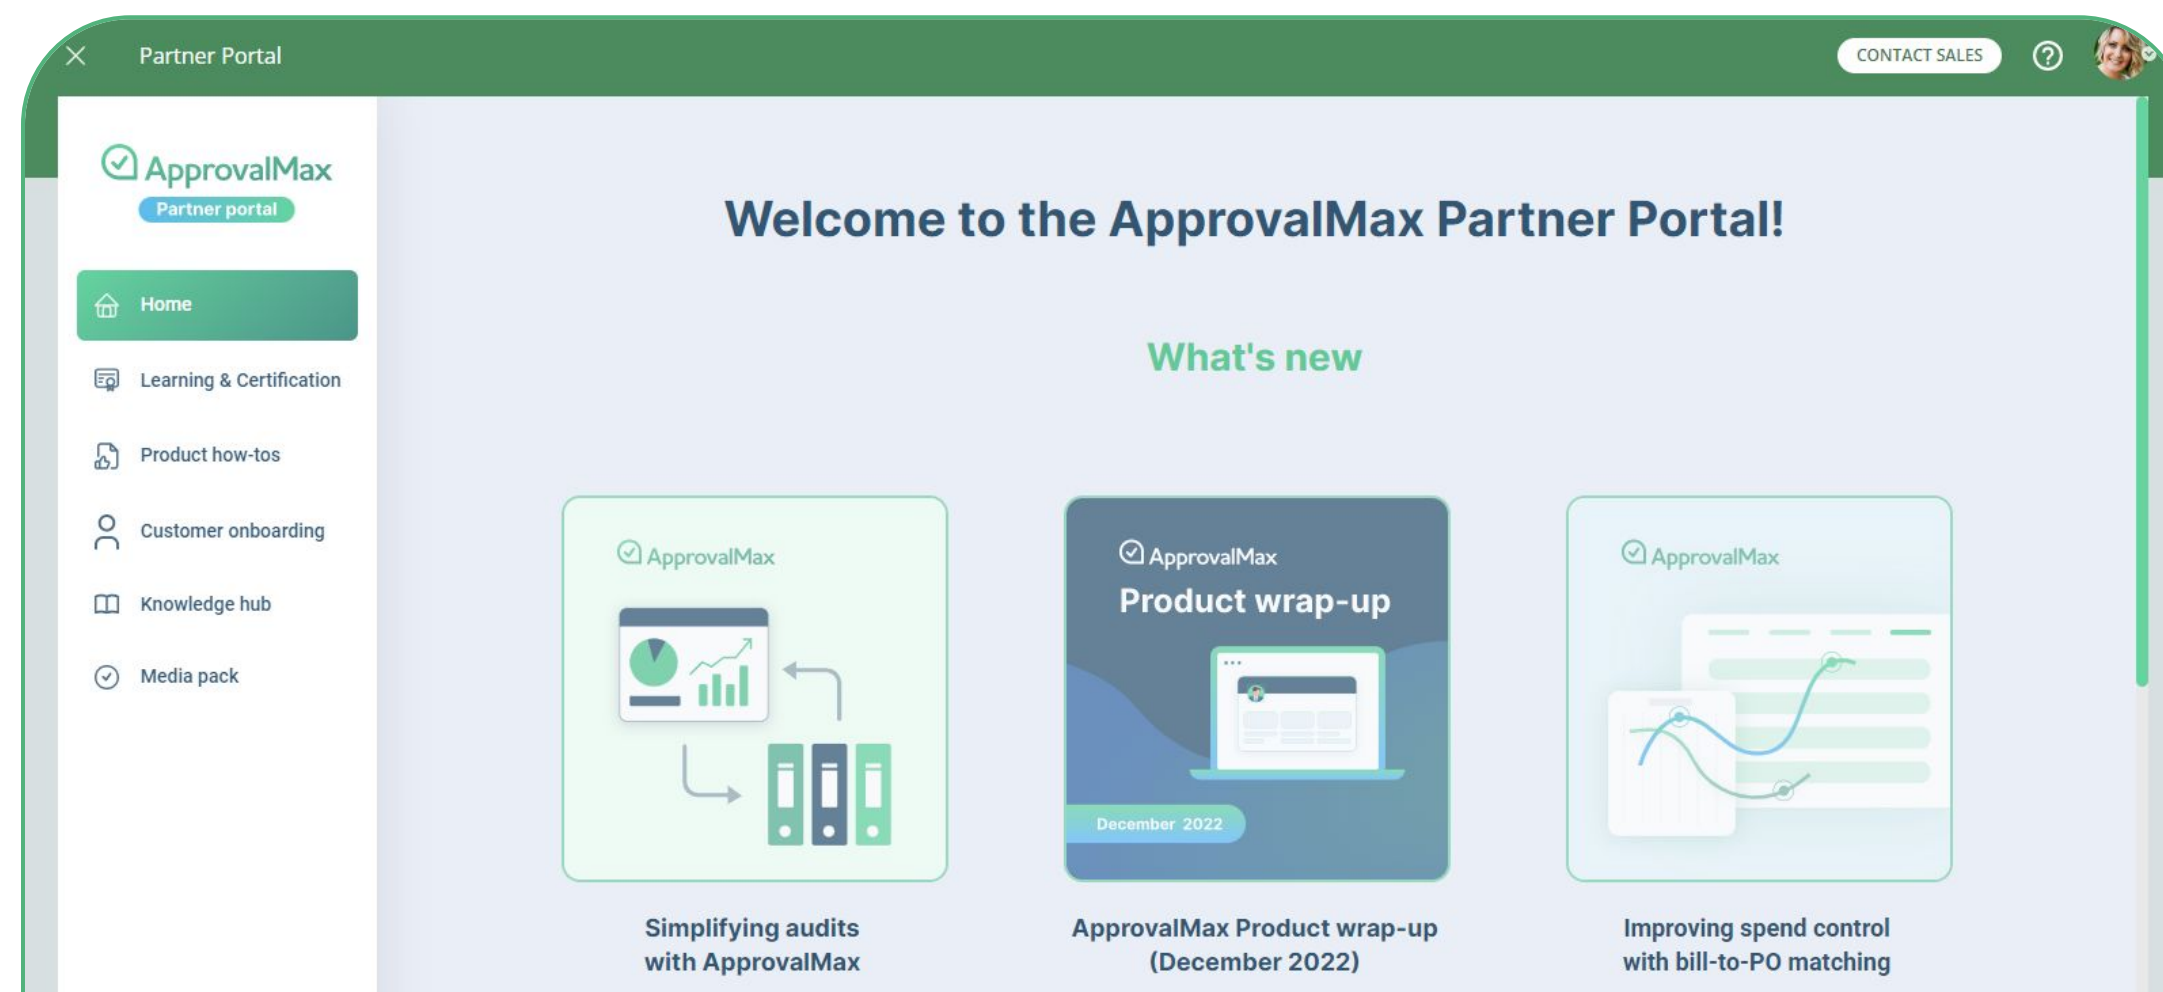 Partner Portal
CONTACT SALES
ApprovalMax
Partner portal
Home
Learning & Certification
Product how-tos
Customer onboarding
Knowledge hub
Media pack
Welcome to the ApprovalMax Partner Portal!
What's new
ApprovalMax
Simplifying audits
with ApprovalMax
ApprovalMax
Product wrap-up
December 2022
ApprovalMax Product wrap-up
(December 2022)
ApprovalMax
Improving spend control
with bill-to-PO matching